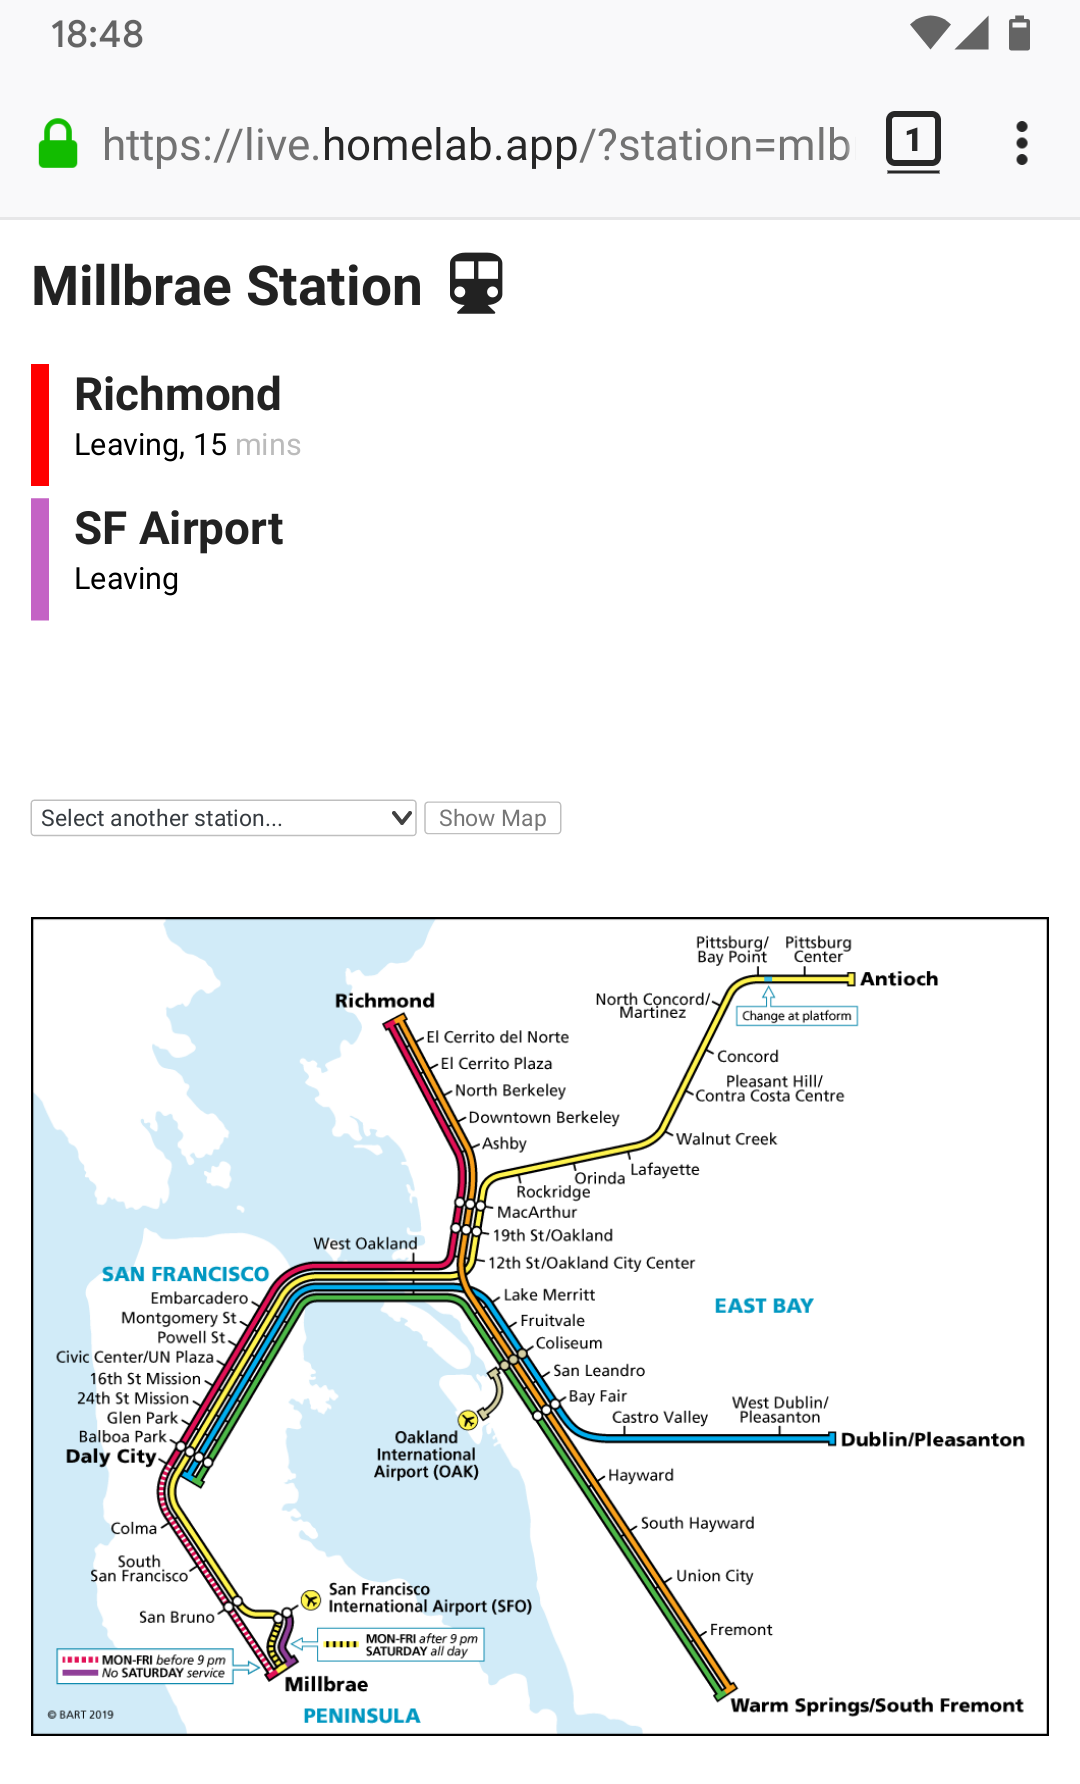 18:48
https://live.homelab.app/?station=mlb
1
Millbrae Station
Richmond
Leaving, 15 mins
SF Airport
Leaving
Select another station...
Show Map
Pittsburg/
Bay Point
Pittsburg
Center
Antioch
North Concord/
Martinez
Change at platform
Richmond
El Cerrito del Norte
El Cerrito Plaza
North Berkeley
Downtown Berkeley
Ashby
Concord
Pleasant Hill/
Contra Costa Centre
Walnut Creek
Lafayette
Orinda
Rockridge
MacArthur
19th St/Oakland
12th St/Oakland City Center
West Oakland
SAN FRANCISCO
Embarcadero
Montgomery St
Powell St
Civic Center/UN Plaza
16th St Mission
24th St Mission
Glen Park
Balboa Park
Daly City
Lake Merritt
Fruitvale
Coliseum
San Leandro
Bay Fair
EAST BAY
Castro Valley
West Dublin/
Pleasanton
Dublin/Pleasanton
Oakland
International
Airport (OAK)
Hayward
South Hayward
Union City
Fremont
Warm Springs/South Fremont
Colma
South
San Francisco
San Bruno
San Francisco
International Airport (SFO)
MON-FRI after 9 pm
SATURDAY all day
MON-FRI before 9 pm
No SATURDAY service
Millbrae
PENINSULA
© BART 2019